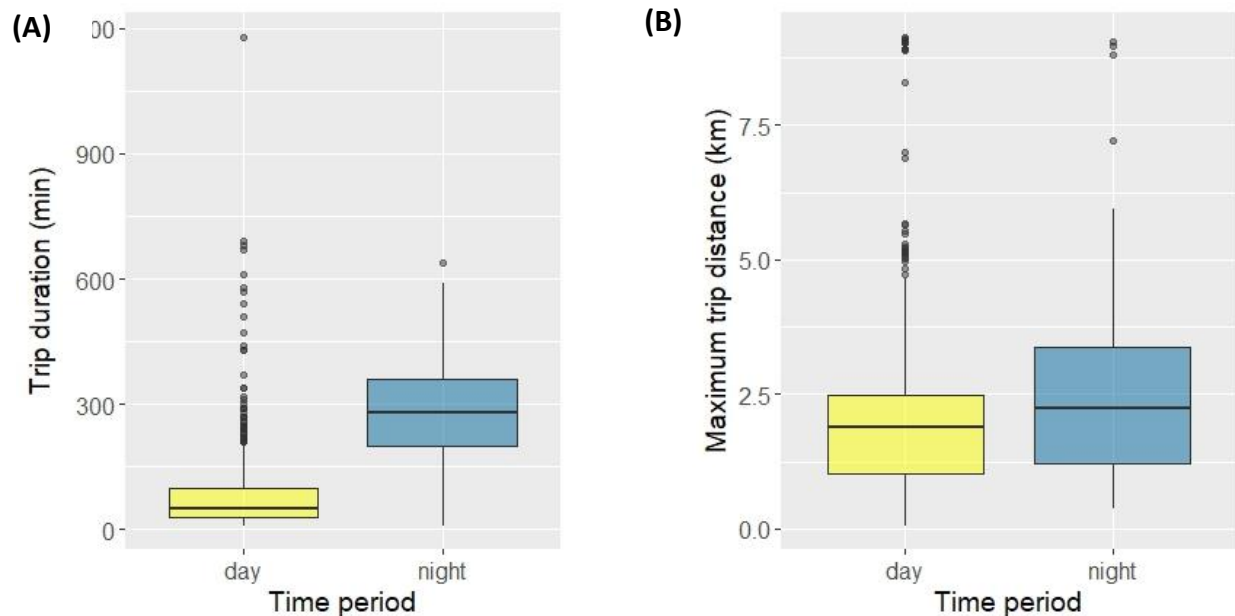 (A)
00
900
600
300
0
Trip duration (min)
day night
Time period
(B)
7.5
5.0
2.5
0.0
Maximum trip distance (km)
day night
Time period